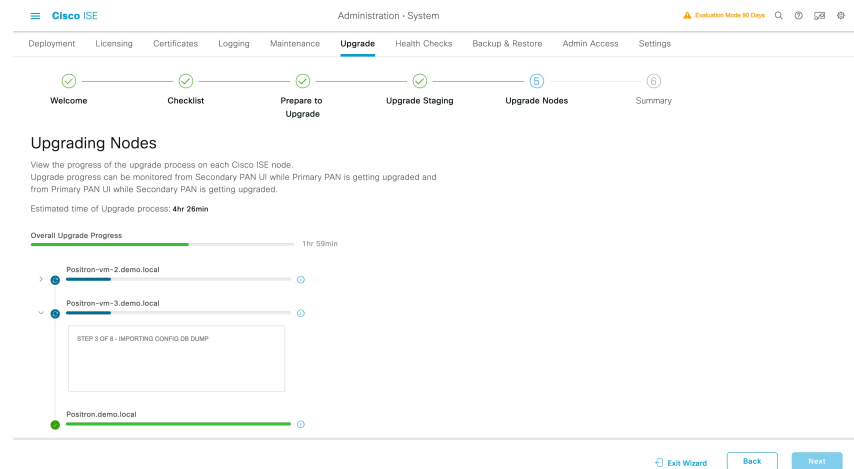 Cisco ISE
Administration · System
Evaluation Mode 90 Days
Deployment Licensing Certificates Logging Maintenance Upgrade Health Checks Backup & Restore Admin Access Settings
5 6
Welcome Checklist Prepare to Upgrade Upgrade Staging Upgrade Nodes Summary
Upgrading Nodes
View the progress of the upgrade process on each Cisco ISE node.
Upgrade progress can be monitored from Secondary PAN UI while Primary PAN is getting upgraded and
from Primary PAN UI while Secondary PAN is getting upgraded.
Estimated time of Upgrade process: 4hr 26min
Overall Upgrade Progress
1hr 59min
Positron-vm-2.demo.local
Positron-vm-3.demo.local
STEP 3 OF 8 - IMPORTING CONFIG DB DUMP
Positron.demo.local
Exit Wizard Back Next